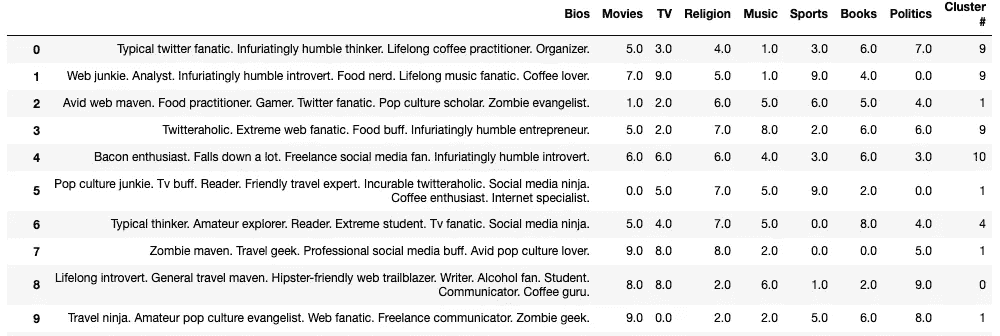 Bios Movies TV Religion Music Sports Books Politics Cluster
#
0 Typical twitter fanatic. Infuriatingly humble thinker. Lifelong coffee practitioner. Organizer. 5.0 3.0 4.0 1.0 3.0 6.0 7.0 9
1 Web junkie. Analyst. Infuriatingly humble introvert. Food nerd. Lifelong music fanatic. Coffee lover. 7.0 9.0 5.0 1.0 9.0 4.0 0.0 9
2 Avid web maven. Food practitioner. Gamer. Twitter fanatic. Pop culture scholar. Zombie evangelist. 1.0 2.0 6.0 5.0 6.0 5.0 4.0 1
3 Twitteraholic. Extreme web fanatic. Food buff. Infuriatingly humble entrepreneur. 5.0 2.0 7.0 8.0 2.0 6.0 6.0 9
4 Bacon enthusiast. Falls down a lot. Freelance social media fan. Infuriatingly humble introvert. 6.0 6.0 6.0 4.0 3.0 6.0 3.0 10
5 Pop culture junkie. Tv buff. Reader. Friendly travel expert. Incurable twitteraholic. Social media ninja.
Coffee enthusiast. Internet specialist. 0.0 5.0 7.0 5.0 9.0 2.0 0.0 1
6 Typical thinker. Amateur explorer. Reader. Extreme student. Tv fanatic. Social media ninja. 5.0 4.0 7.0 5.0 0.0 8.0 4.0 4
7 Zombie maven. Travel geek. Professional social media buff. Avid pop culture lover. 9.0 8.0 8.0 2.0 0.0 0.0 5.0 1
8 Lifelong introvert. General travel maven. Hipster-friendly web trailblazer. Writer. Alcohol fan. Student.
Communicator. Coffee guru. 8.0 8.0 2.0 6.0 1.0 2.0 9.0 0
9 Travel ninja. Amateur pop culture evangelist. Web fanatic. Freelance communicator. Zombie geek. 9.0 0.0 2.0 2.0 5.0 6.0 8.0 1